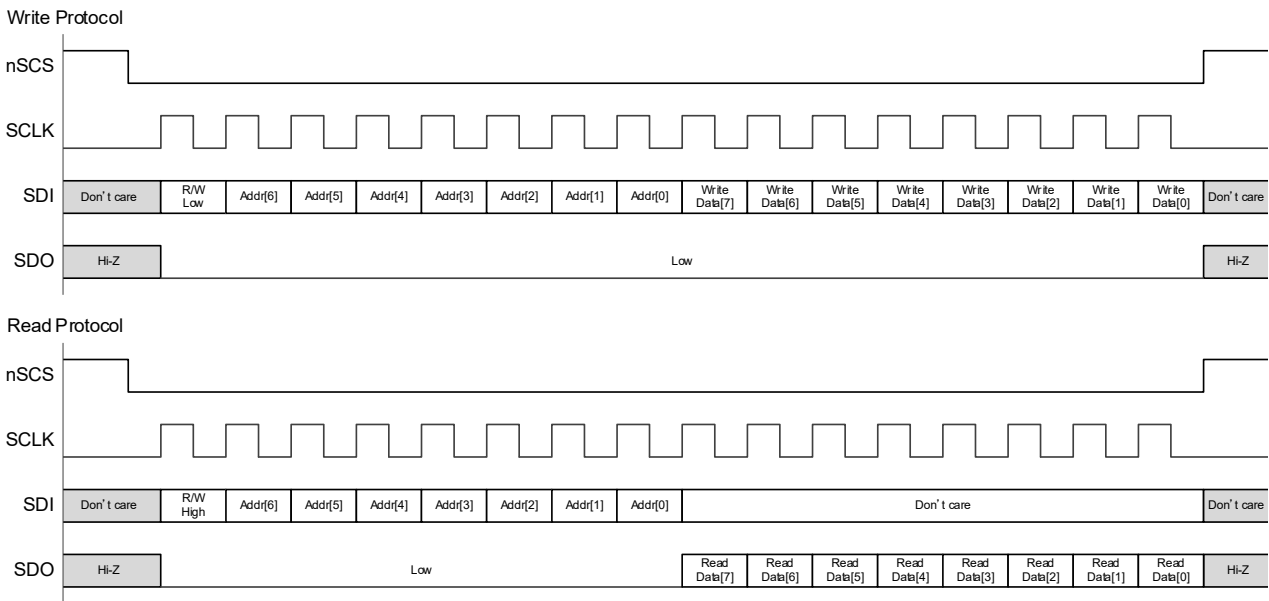 Write Protocol
nSCS
SCLK
SDI Don't care R/W Low Addr[6] Addr[5] Addr[4] Addr[3] Addr[2] Addr[1] Addr[0] Write Data[7] Write Data[6] Write Data[5] Write Data[4] Write Data[3] Write Data[2] Write Data[1] Write Data[0] Don't care
SDO Hi-Z Low Hi-Z
Read Protocol
nSCS
SCLK
SDI Don't care R/W High Addr[6] Addr[5] Addr[4] Addr[3] Addr[2] Addr[1] Addr[0] Don't care Don't care
SDO Hi-Z Low Read Data[7] Read Data[6] Read Data[5] Read Data[4] Read Data[3] Read Data[2] Read Data[1] Read Data[0] Hi-Z